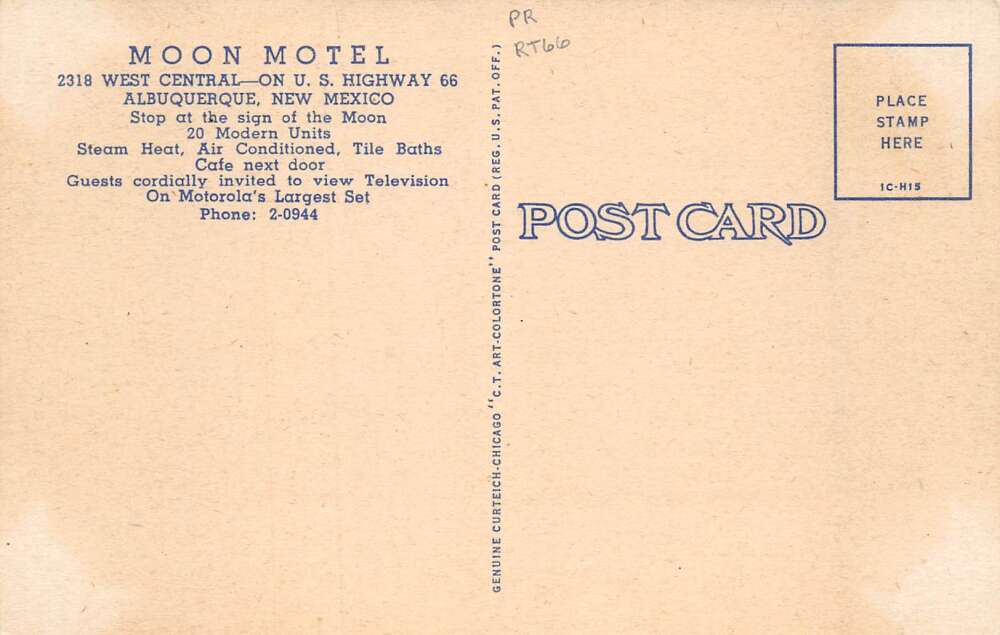 MOON MOTEL
2318 WEST CENTRAL—ON U. S. HIGHWAY 66
ALBUQUERQUE, NEW MEXICO
Stop at the sign of the Moon
20 Modern Units
Steam Heat, Air Conditioned, Tile Baths
Cafe next door
Guests cordially invited to view Television
On Motorola's Largest Set
Phone: 2-0944
GENUINE CURTEICH-CHICAGO "C.T. ART-COLORTONE" POST CARD (REG. U.S. PAT. OFF.)
PR
RT66
POST CARD
PLACE
STAMP
HERE
1C-H15